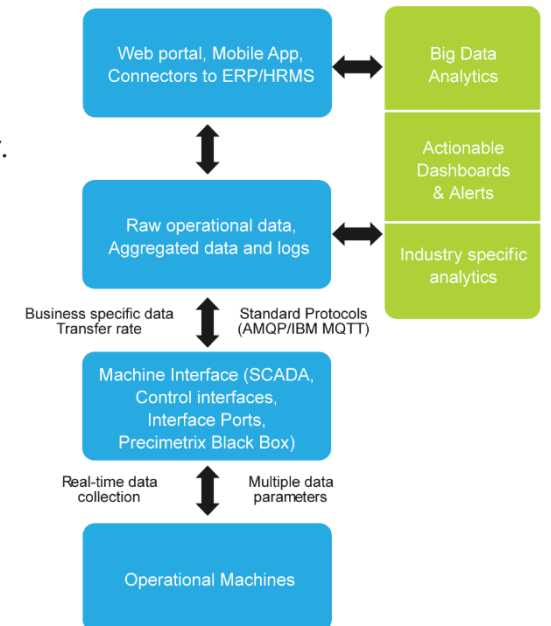 Web portal, Mobile App,
Connectors to ERP/HRMS
Big Data
Analytics
Actionable
Dashboards
& Alerts
Raw operational data,
Aggregated data and logs
Industry specific
analytics
Business specific data
Transfer rate
Standard Protocols
(AMQP/IBM MQTT)
Machine Interface (SCADA,
Control interfaces,
Interface Ports,
Precimetrix Black Box)
Real-time data
collection
Multiple data
parameters
Operational Machines